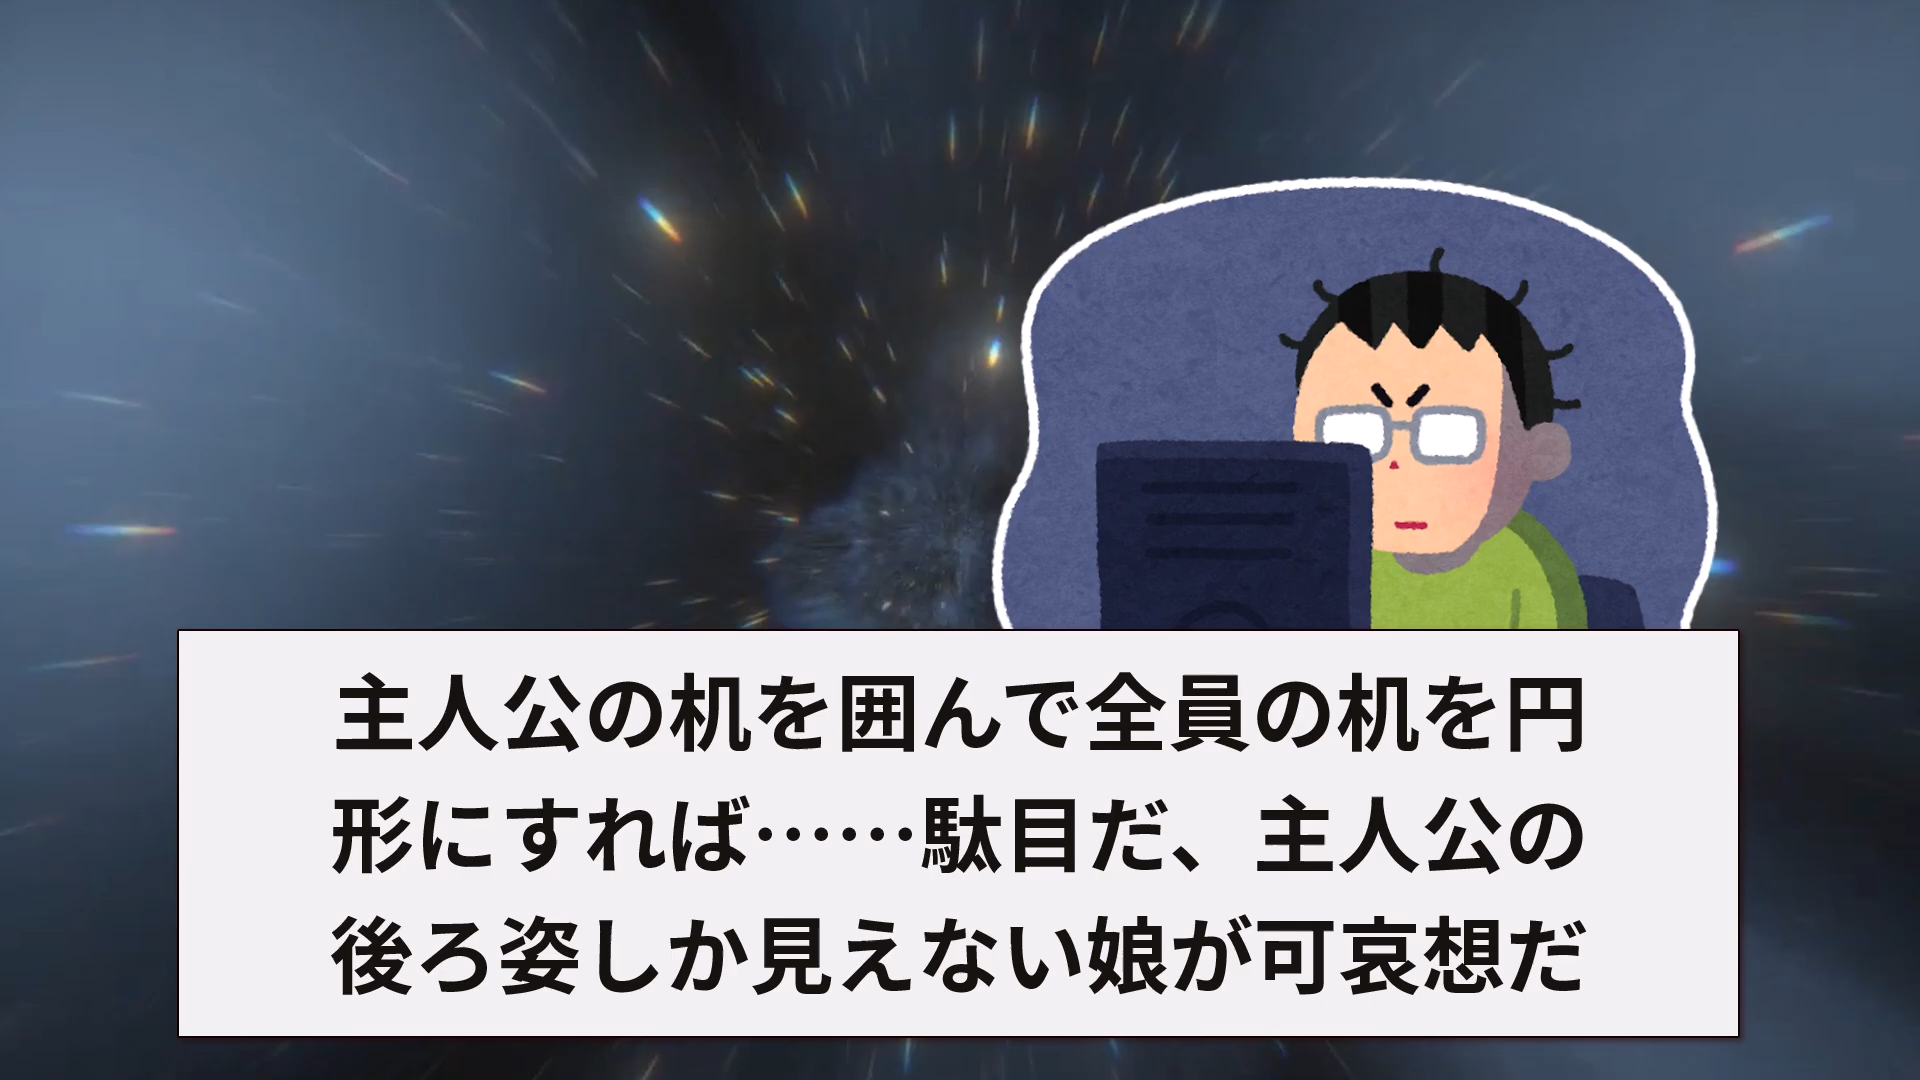 主人公の机を囲んで全員の机を円
形にすれば……駄目だ、主人公の
後ろ姿しか見えない娘が可哀想だ